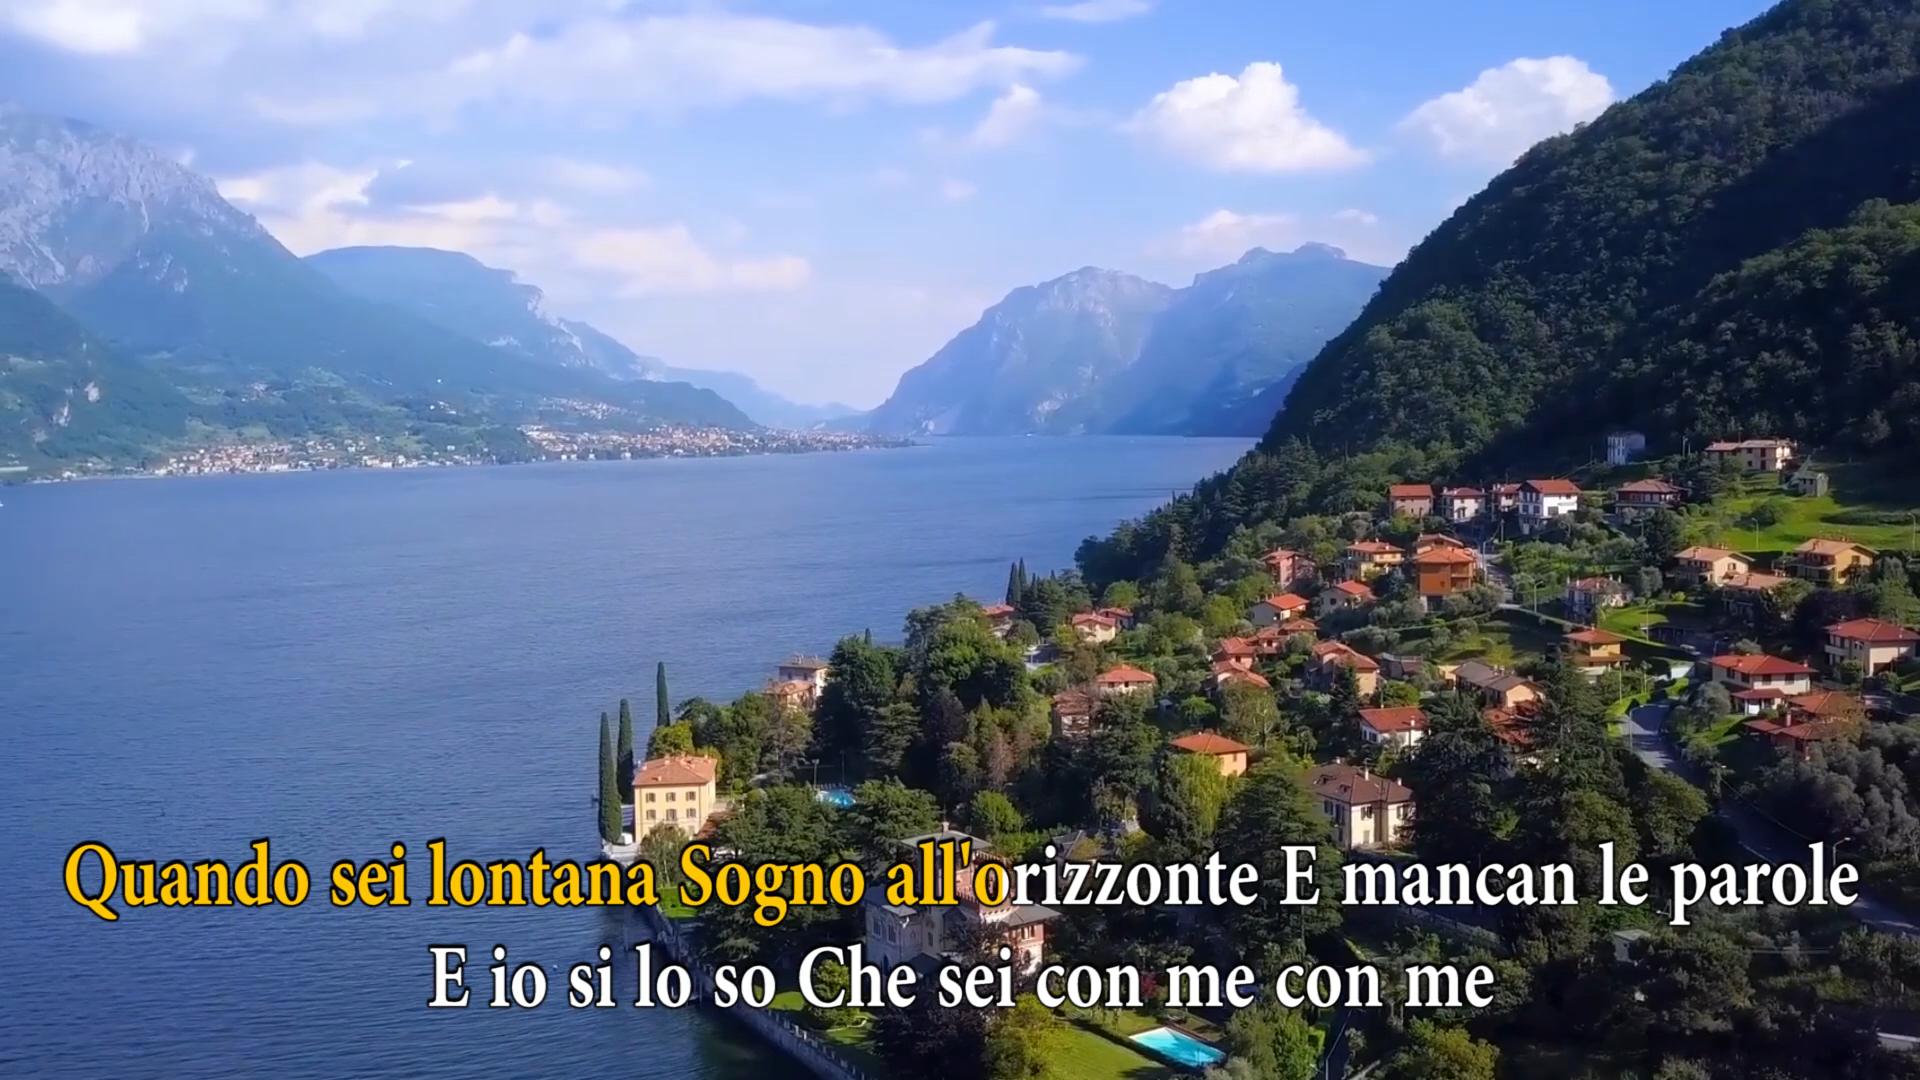 Quando sei lontana Sogno all'orizzonte E mancan le parole
E io si lo so Che sei con me con me